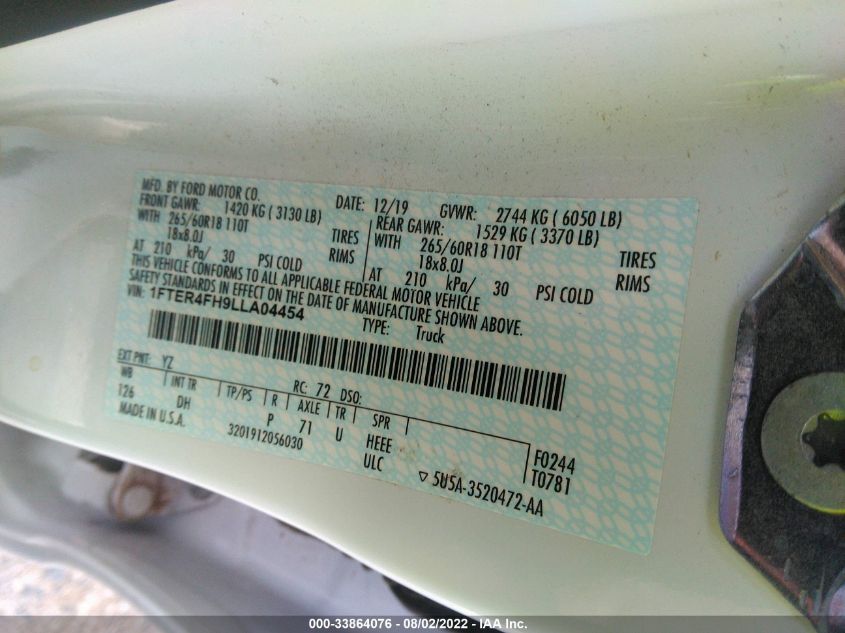 MFD. BY FORD MOTOR CO. DATE: 12/19 GVWR: 2744 KG ( 6050 LB)
FRONT GAWR: 1420 KG ( 3130 LB) REAR GAWR: 1529 KG ( 3370 LB)
WITH 265/60R18 110T TIRES WITH 265/60R18 110T TIRES
18x8.0J RIMS 18x8.0J RIMS
AT 210 kPa/ 30 PSI COLD AT 210 kPa/ 30 PSI COLD
THIS VEHICLE CONFORMS TO ALL APPLICABLE FEDERAL MOTOR VEHICLE
SAFETY STANDARDS IN EFFECT ON THE DATE OF MANUFACTURE SHOWN ABOVE.
VIN: 1FTER4FH9LLA04454
TYPE: Truck
EXT PNT: YZ RC: 72 DSO:
WB INT TR TP/PS R AXLE TR SPR
126 DH P 71 U HEEE F0244
ULC T0781
MADE IN U.S.A. 3201912056030
▽ 5U5A-3520472-AA
000-33864076 - 08/02/2022 - IAA Inc.